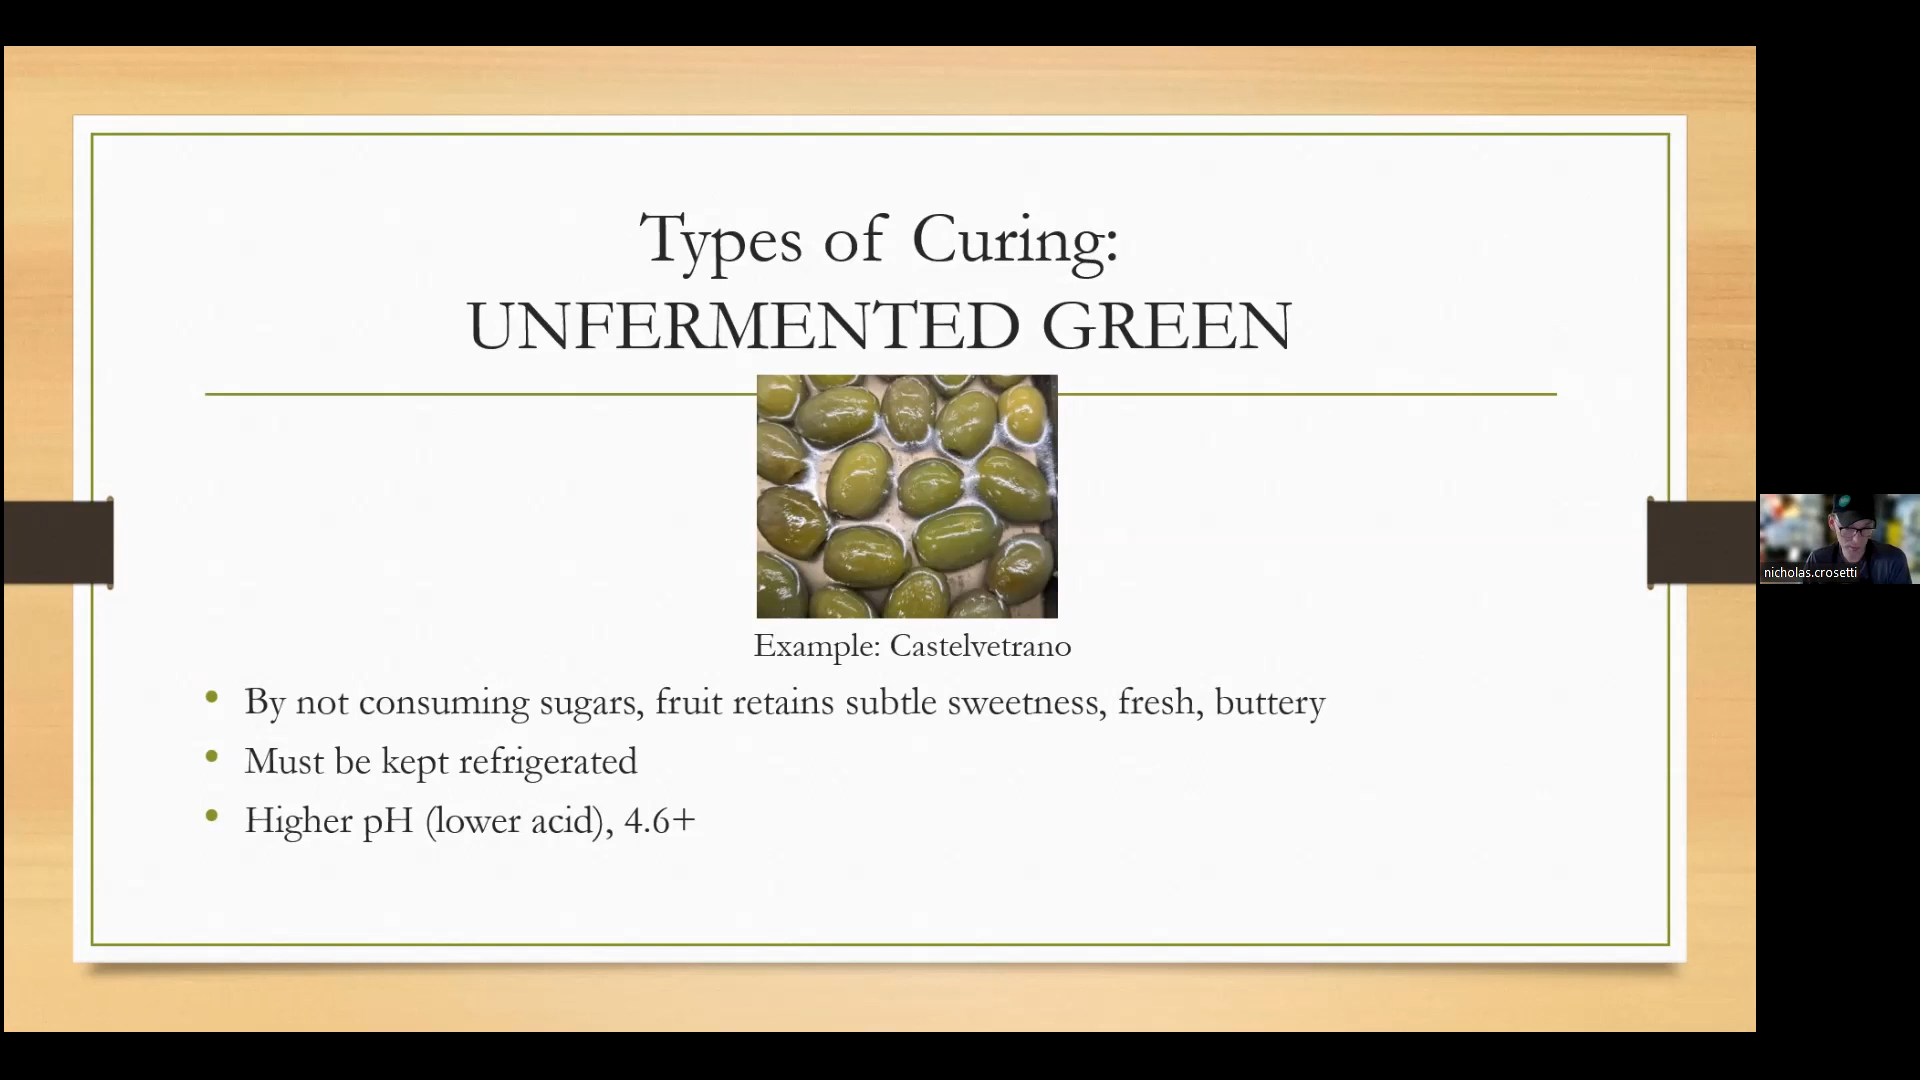 Types of Curing:
UNFERMENTED GREEN
Example: Castelvetrano
• By not consuming sugars, fruit retains subtle sweetness, fresh, buttery
• Must be kept refrigerated
• Higher pH (lower acid), 4.6+
nicholas.crosetti